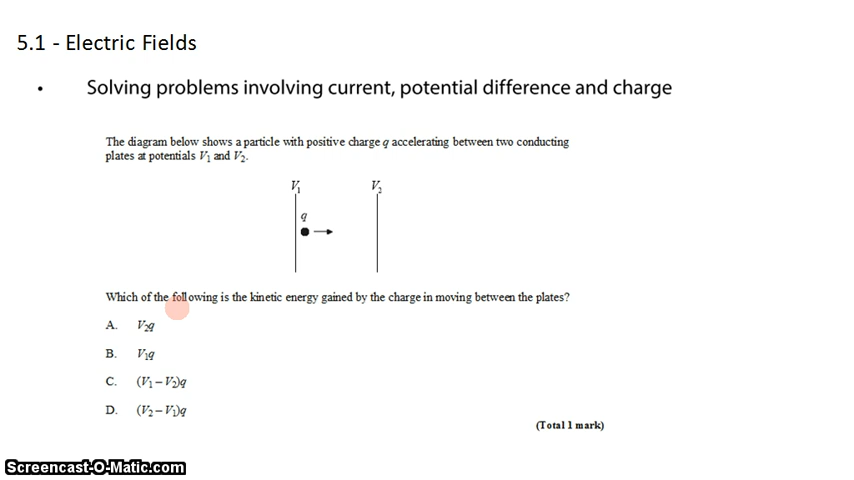 5.1 - Electric Fields
• Solving problems involving current, potential difference and charge
The diagram below shows a particle with positive charge q accelerating between two conducting
plates at potentials V₁ and V₂.
V₁ V₂
q
Which of the following is the kinetic energy gained by the charge in moving between the plates?
A. V₂q
B. V₁q
C. (V₁ – V₂)q
D. (V₂ – V₁)q
(Total 1 mark)
Screencast-O-Matic.com